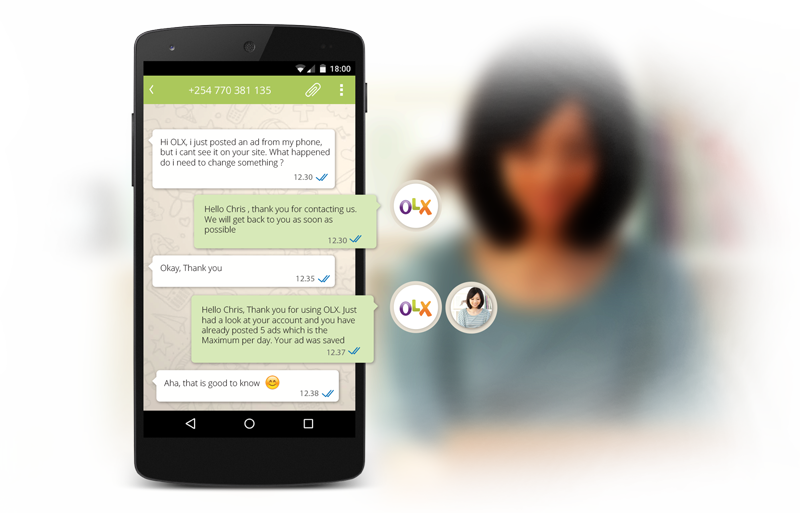 18:00
+254 770 381 135
Hi OLX, i just posted an ad from my phone,
but i cant see it on your site. What happened
do i need to change something ?
12.30
Hello Chris , thank you for contacting us.
We will get back to you as soon as
possible
12.30
OLX
Okay, Thank you
12.35
Hello Chris, Thank you for using OLX. Just
had a look at your account and you have
already posted 5 ads which is the
Maximum per day. Your ad was saved
12.37
OLX
Aha, that is good to know 😊
12.38